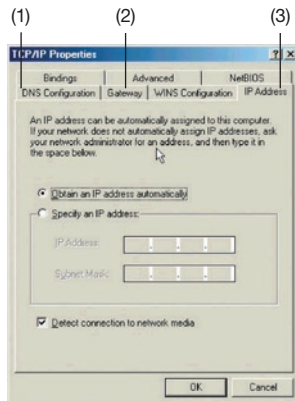 (1) (2) (3)
TCP/IP Properties
Bindings Advanced NetBIOS
DNS Configuration Gateway WINS Configuration IP Address
An IP address can be automatically assigned to this computer.
If your network does not automatically assign IP addresses, ask
your network administrator for an address, and then type it in
the space below.
Obtain an IP address automatically
Specify an IP address:
IP Address:
Subnet Mask:
Detect connection to network media
OK Cancel